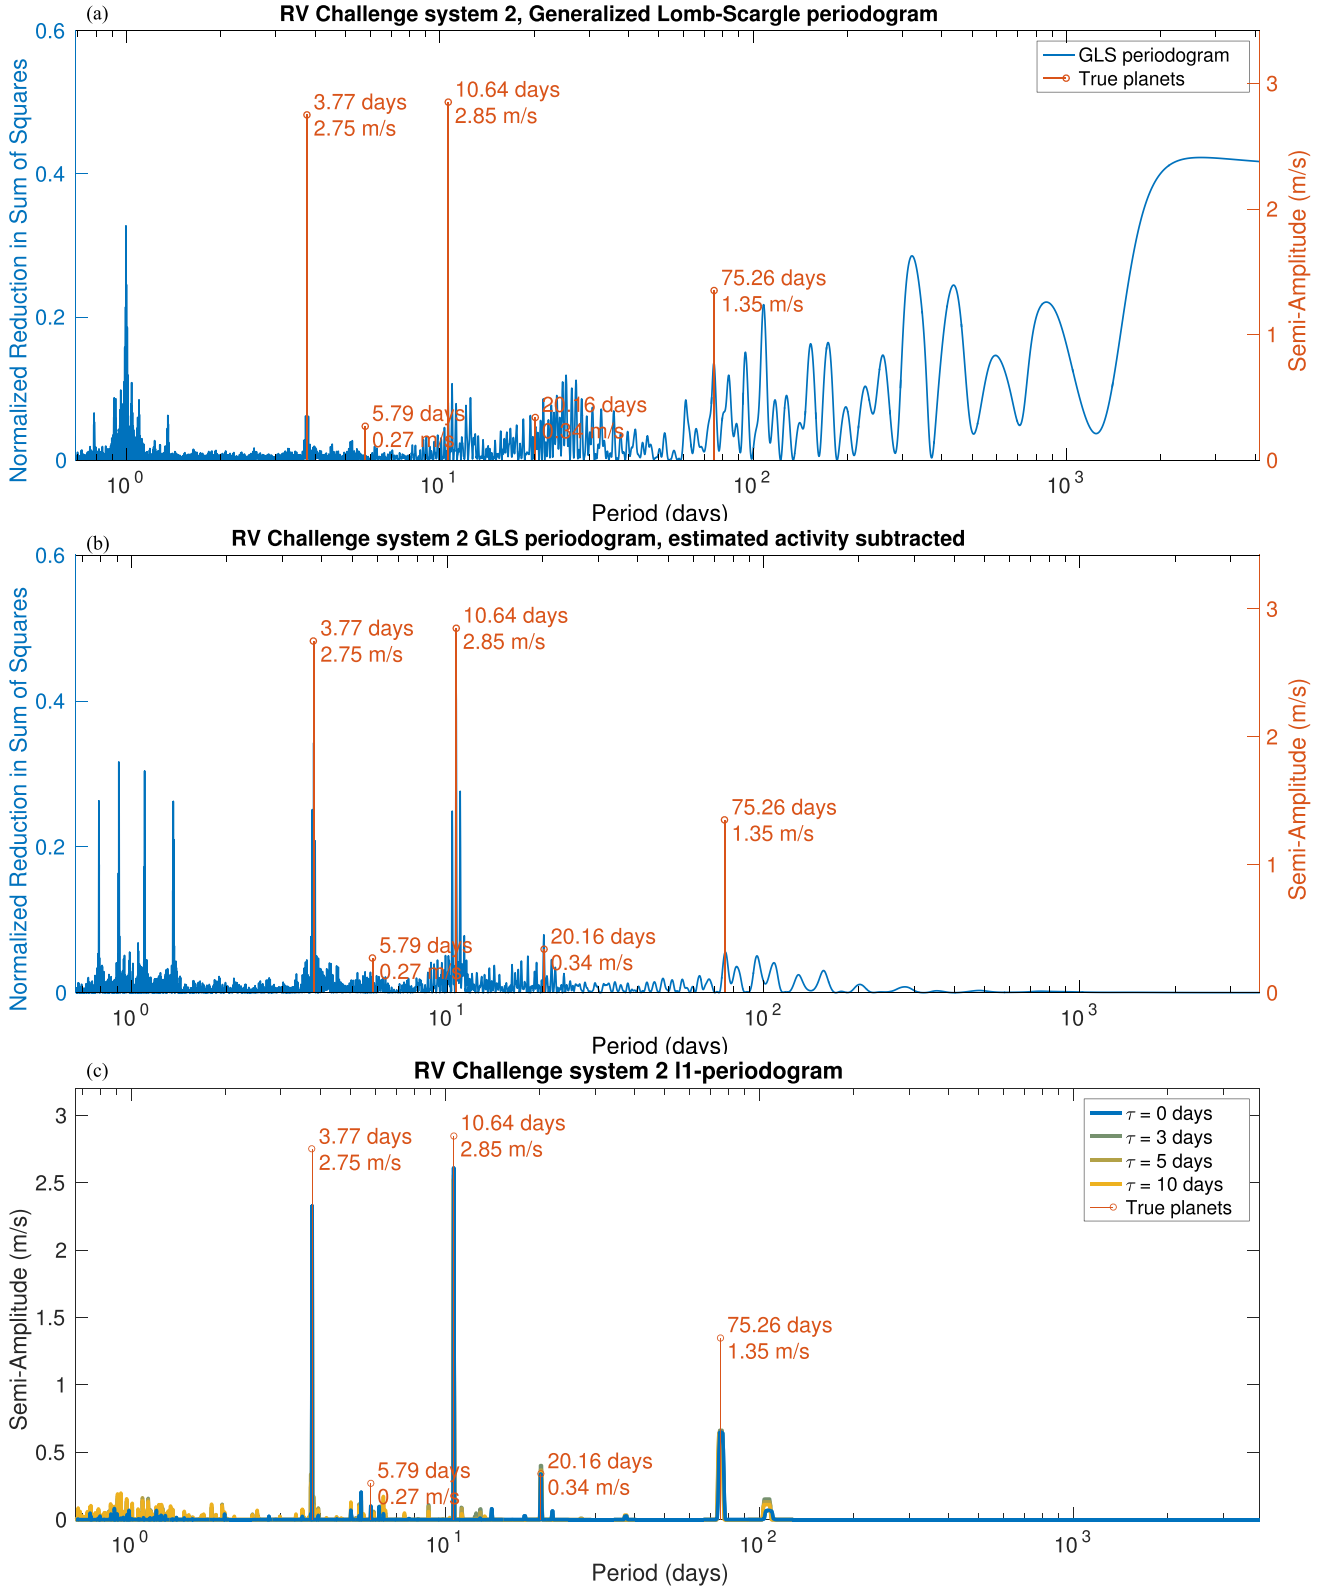 (a)
RV Challenge system 2, Generalized Lomb-Scargle periodogram
Normalized Reduction in Sum of Squares
0.6
0.4
0.2
0
3
2
1
0
Semi-Amplitude (m/s)
GLS periodogram
True planets
3.77 days
2.75 m/s
10.64 days
2.85 m/s
5.79 days
0.27 m/s
20.16 days
0.34 m/s
75.26 days
1.35 m/s
10^0
10^1
10^2
10^3
Period (days)
(b)
RV Challenge system 2 GLS periodogram, estimated activity subtracted
Normalized Reduction in Sum of Squares
0.6
0.4
0.2
0
3
2
1
0
Semi-Amplitude (m/s)
3.77 days
2.75 m/s
10.64 days
2.85 m/s
5.79 days
0.27 m/s
20.16 days
0.34 m/s
75.26 days
1.35 m/s
10^0
10^1
10^2
10^3
Period (days)
(c)
RV Challenge system 2 l1-periodogram
Semi-Amplitude (m/s)
3
2.5
2
1.5
1
0.5
0
τ = 0 days
τ = 3 days
τ = 5 days
τ = 10 days
True planets
3.77 days
2.75 m/s
10.64 days
2.85 m/s
5.79 days
0.27 m/s
20.16 days
0.34 m/s
75.26 days
1.35 m/s
10^0
10^1
10^2
10^3
Period (days)